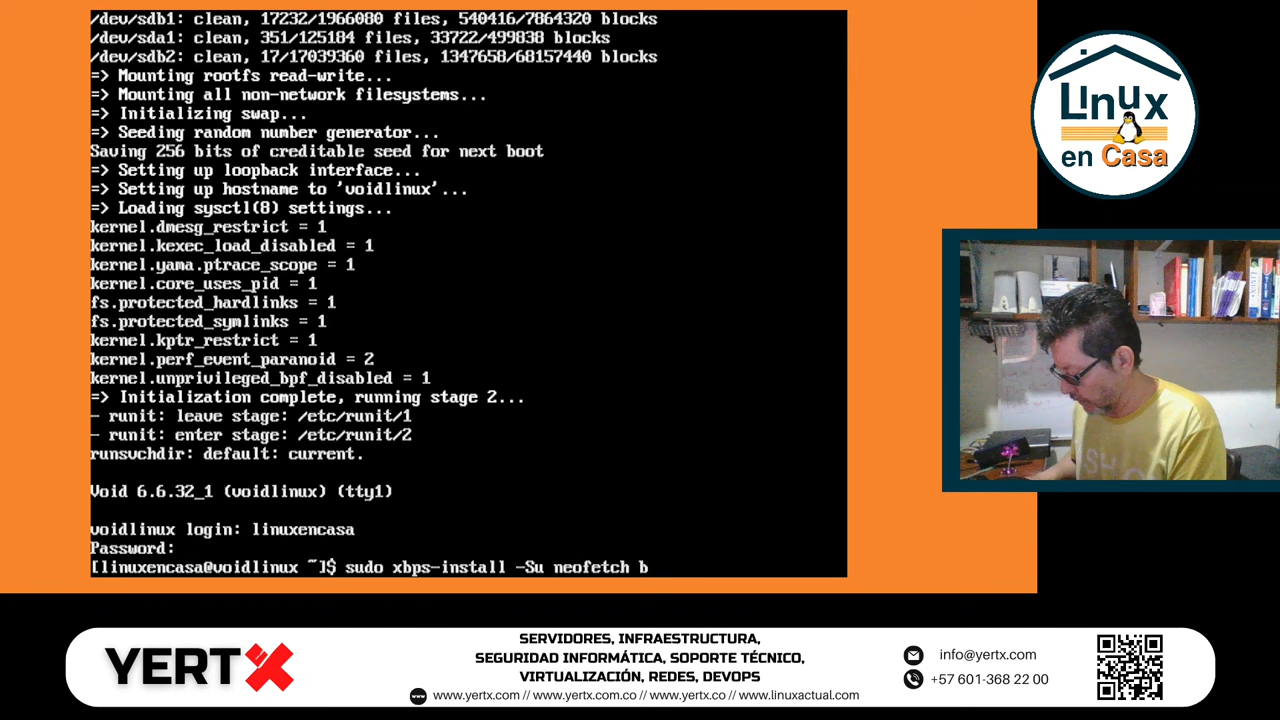 /dev/sdb1: clean, 17232/1966080 files, 540416/7864320 blocks
/dev/sda1: clean, 351/125184 files, 33722/499838 blocks
/dev/sdb2: clean, 17/17039360 files, 1347658/68157440 blocks
=> Mounting rootfs read-write...
=> Mounting all non-network filesystems...
=> Initializing swap...
=> Seeding random number generator...
Saving 256 bits of creditable seed for next boot
=> Setting up loopback interface...
=> Setting up hostname to 'voidlinux'...
=> Loading sysctl(8) settings...
kernel.dmesg_restrict = 1
kernel.kexec_load_disabled = 1
kernel.yama.ptrace_scope = 1
kernel.core_uses_pid = 1
fs.protected_hardlinks = 1
fs.protected_symlinks = 1
kernel.kptr_restrict = 1
kernel.perf_event_paranoid = 2
kernel.unprivileged_bpf_disabled = 1
=> Initialization complete, running stage 2...
- runit: leave stage: /etc/runit/1
- runit: enter stage: /etc/runit/2
runsvchdir: default: current.
Void 6.6.32_1 (voidlinux) (tty1)
voidlinux login: linuxencasa
Password:
[linuxencasa@voidlinux ~]$ sudo xbps-install -Su neofetch b
Linux
en Casa
YERTX
SERVIDORES, INFRAESTRUCTURA,
SEGURIDAD INFORMÁTICA, SOPORTE TÉCNICO,
VIRTUALIZACIÓN, REDES, DEVOPS
www.yertx.com // www.yertx.com.co // www.yertx.co // www.linuxactual.com
info@yertx.com
+57 601-368 22 00